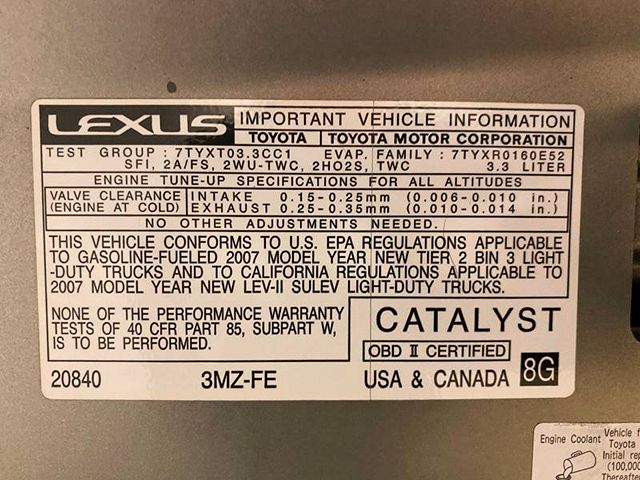 LEXUS IMPORTANT VEHICLE INFORMATION
TOYOTA TOYOTA MOTOR CORPORATION
TEST GROUP : 7TYXT03.3CC1 EVAP. FAMILY : 7TYXR0160E52
SFI, 2A/FS, 2WU-TWC, 2HO2S, TWC 3.3 LITER
ENGINE TUNE-UP SPECIFICATIONS FOR ALL ALTITUDES
VALVE CLEARANCE INTAKE 0.15-0.25mm (0.006-0.010 in.)
(ENGINE AT COLD) EXHAUST 0.25-0.35mm (0.010-0.014 in.)
NO OTHER ADJUSTMENTS NEEDED.
THIS VEHICLE CONFORMS TO U.S. EPA REGULATIONS APPLICABLE
TO GASOLINE-FUELED 2007 MODEL YEAR NEW TIER 2 BIN 3 LIGHT
-DUTY TRUCKS AND TO CALIFORNIA REGULATIONS APPLICABLE TO
2007 MODEL YEAR NEW LEV-II SULEV LIGHT-DUTY TRUCKS.
NONE OF THE PERFORMANCE WARRANTY
TESTS OF 40 CFR PART 85, SUBPART W,
IS TO BE PERFORMED.
CATALYST
OBD II CERTIFIED
20840 3MZ-FE USA & CANADA 8G
Engine Coolant
Vehicle
Toyota
Initial
(100,000
Thereafter